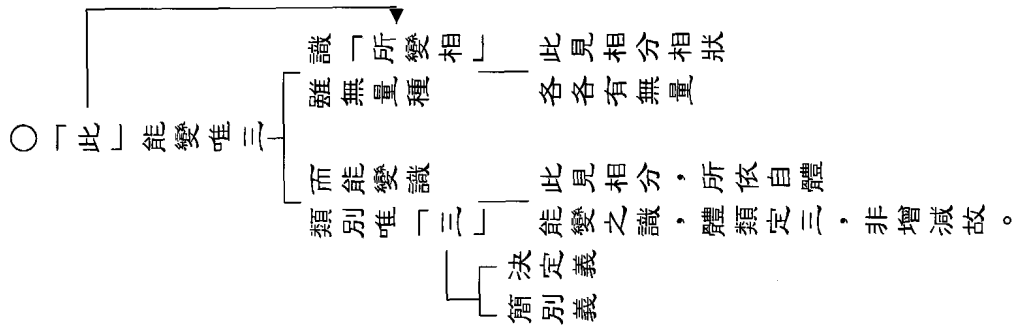 ○「此」能變唯三
識「所變相」
雖無量種
此見相分相狀
各各有無量
而能變識
類別唯「三」
此見相分，所依自體
能變之識，體類定三，非增減故。
決定義
簡別義